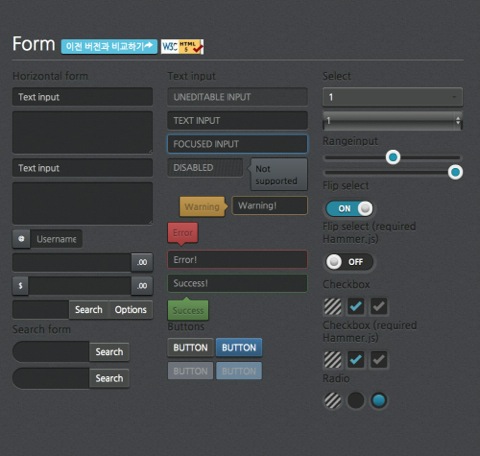 Form 이전 버전과 비교하기 W3C HTML 5
Horizontal form
Text input
Text input
@ Username
.00
$ .00
Search Options
Search form
Search
Search
Text input
UNEDITABLE INPUT
TEXT INPUT
FOCUSED INPUT
DISABLED Not
supported
Warning Warning!
Error
Error!
Success!
Success
Buttons
BUTTON BUTTON
BUTTON BUTTON
Select
1
1
Rangeinput
Flip select
ON
Flip select (required
Hammer.js)
OFF
Checkbox
Checkbox (required
Hammer.js)
Radio